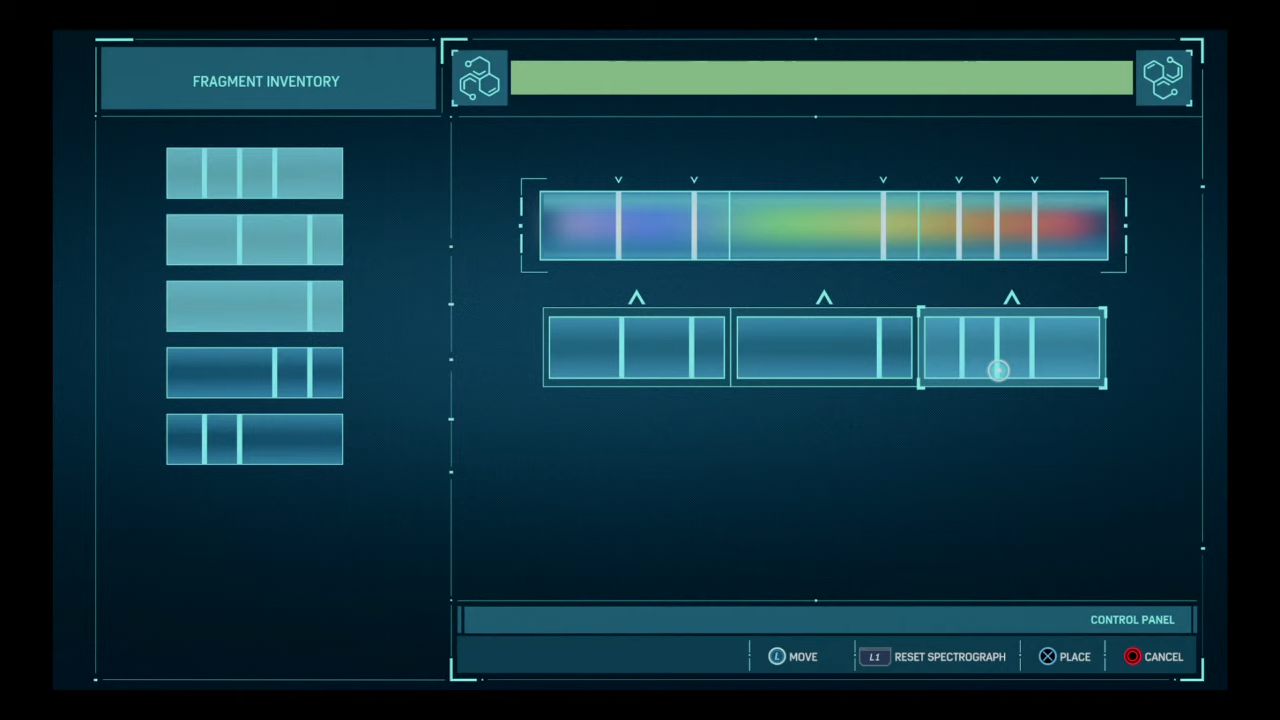 FRAGMENT INVENTORY
CONTROL PANEL
L MOVE
L1 RESET SPECTROGRAPH
PLACE
CANCEL